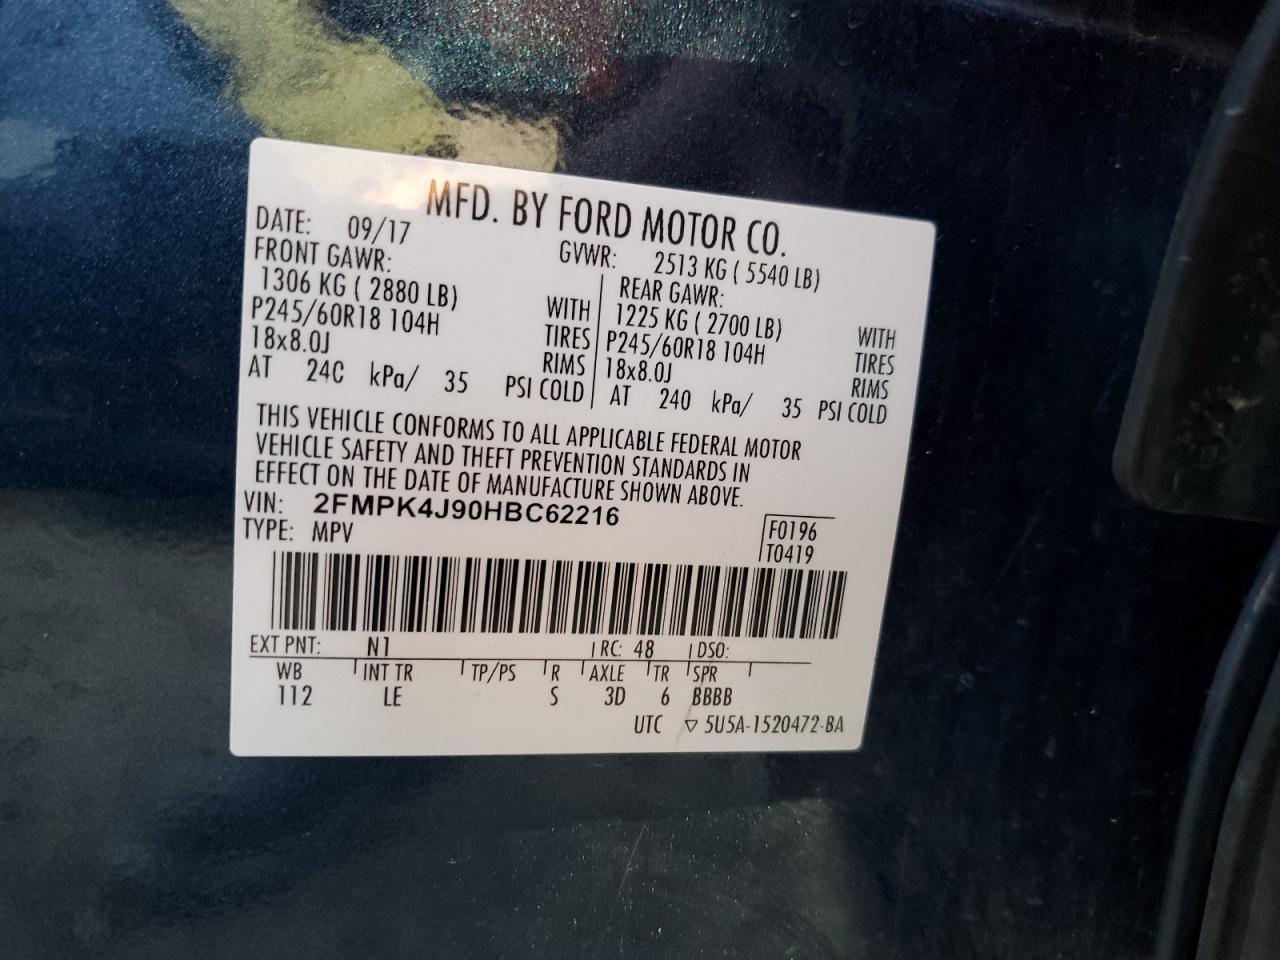 MFD. BY FORD MOTOR CO.
DATE: 09/17 GVWR: 2513 KG ( 5540 LB)
FRONT GAWR: REAR GAWR:
1306 KG ( 2880 LB) WITH 1225 KG ( 2700 LB) WITH
P245/60R18 104H TIRES P245/60R18 104H TIRES
18x8.0J RIMS 18x8.0J RIMS
AT 24C kPa/ 35 PSI COLD AT 240 kPa/ 35 PSI COLD
THIS VEHICLE CONFORMS TO ALL APPLICABLE FEDERAL MOTOR
VEHICLE SAFETY AND THEFT PREVENTION STANDARDS IN
EFFECT ON THE DATE OF MANUFACTURE SHOWN ABOVE.
VIN: 2FMPK4J90HBC62216
TYPE: MPV
F0196
T0419
EXT PNT: N1 RC: 48 DSO:
WB INT TR TP/PS R AXLE TR SPR
112 LE S 3D 6 BBBB
UTC ▽ 5U5A-1520472-BA